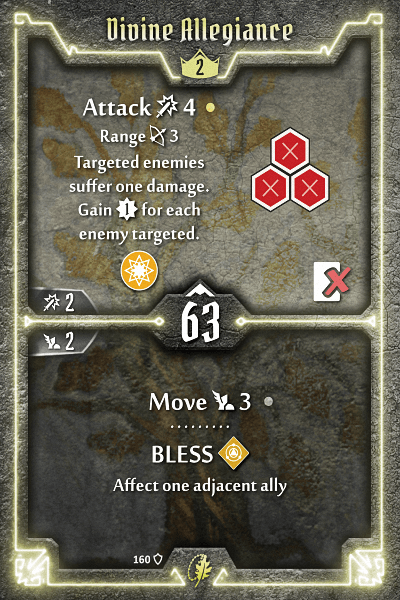 Divine Allegiance
2
Attack 4
Range 3
Targeted enemies
suffer one damage.
Gain 1 for each
enemy targeted.
2
63
2
Move 3
BLESS
Affect one adjacent ally
160